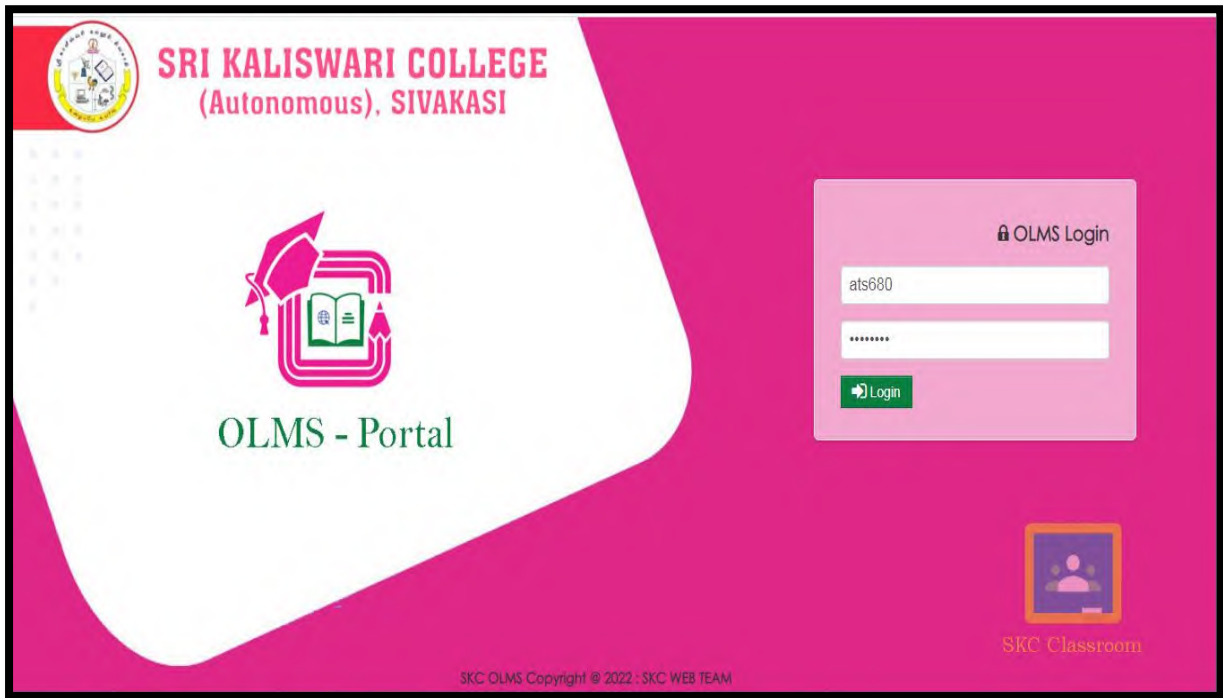 SRI KALISWARI COLLEGE
(Autonomous), SIVAKASI
OLMS - Portal
OLMS Login
ats680
••••••••
Login
SKC Classroom
SKC OLMS Copyright @ 2022 : SKC WEB TEAM